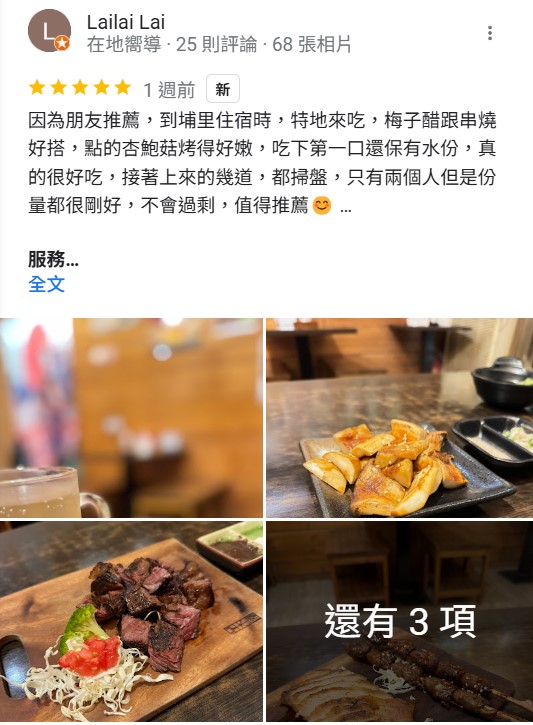 L
Lailai Lai
在地嚮導 · 25 則評論 · 68 張相片
1 週前
新
因為朋友推薦，到埔里住宿時，特地來吃，梅子醋跟串燒
好搭，點的杏鮑菇烤得好嫩，吃下第一口還保有水份，真
的很好吃，接著上來的幾道，都掃盤，只有兩個人但是份
量都很剛好，不會過剩，值得推薦😊 ...
服務...
全文
還有 3 項